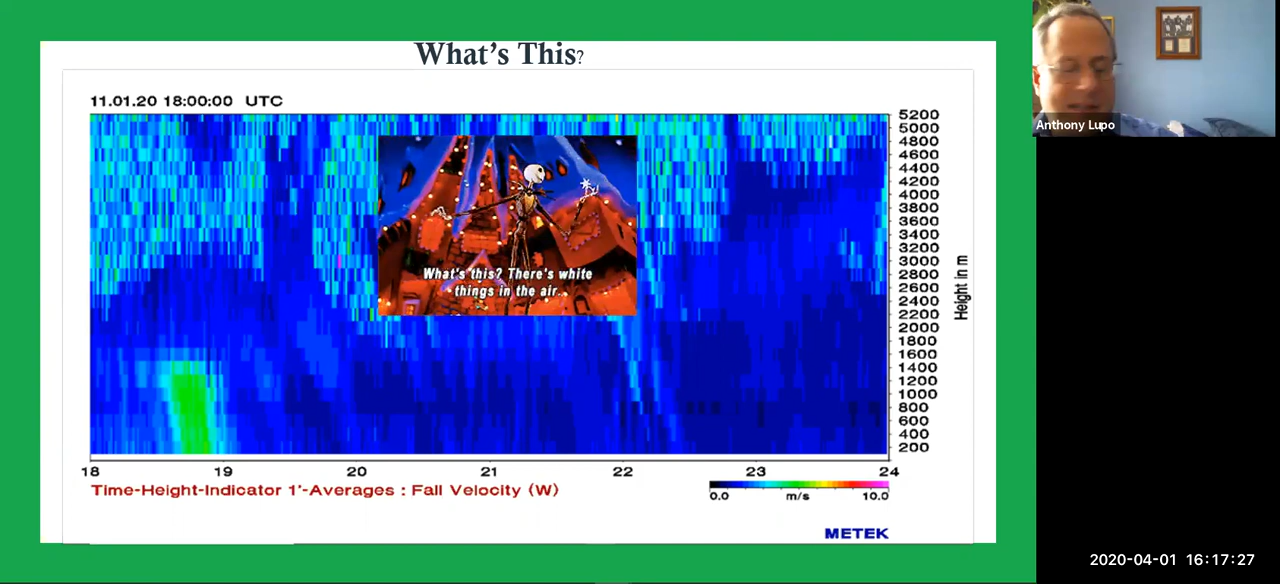 What's This?
11.01.20 18:00:00 UTC
5200
5000
4800
4600
4400
4200
4000
3800
3600
3400
3200
3000
2800
2600
2400
2200
2000
1800
1600
1400
1200
1000
800
600
400
200
Height in m
What's this? There's white
things in the air..
18 19 20 21 22 23 24
Time-Height-Indicator 1'-Averages : Fall Velocity (W)
0.0 m/s 10.0
METEK
Anthony Lupo
2020-04-01 16:17:27